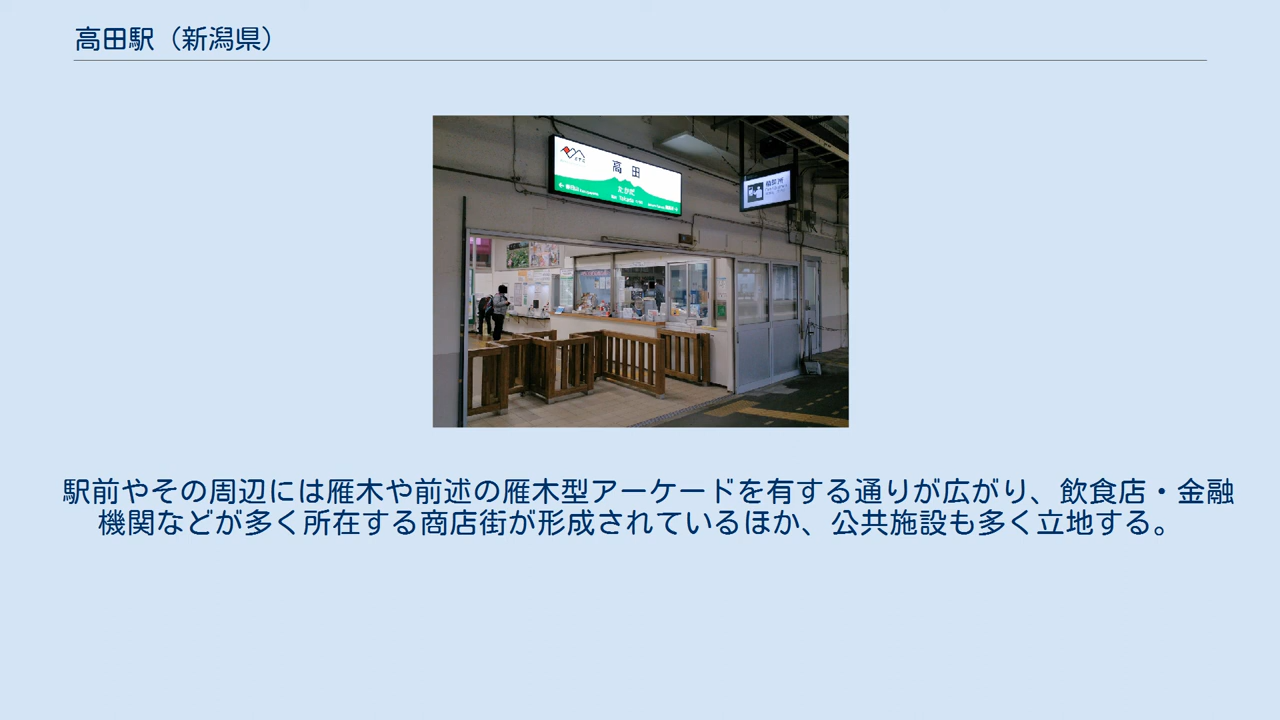 高田駅（新潟県）
高 田
たかだ
Takada
駅前やその周辺には雁木や前述の雁木型アーケードを有する通りが広がり、飲食店・金融
機関などが多く所在する商店街が形成されているほか、公共施設も多く立地する。